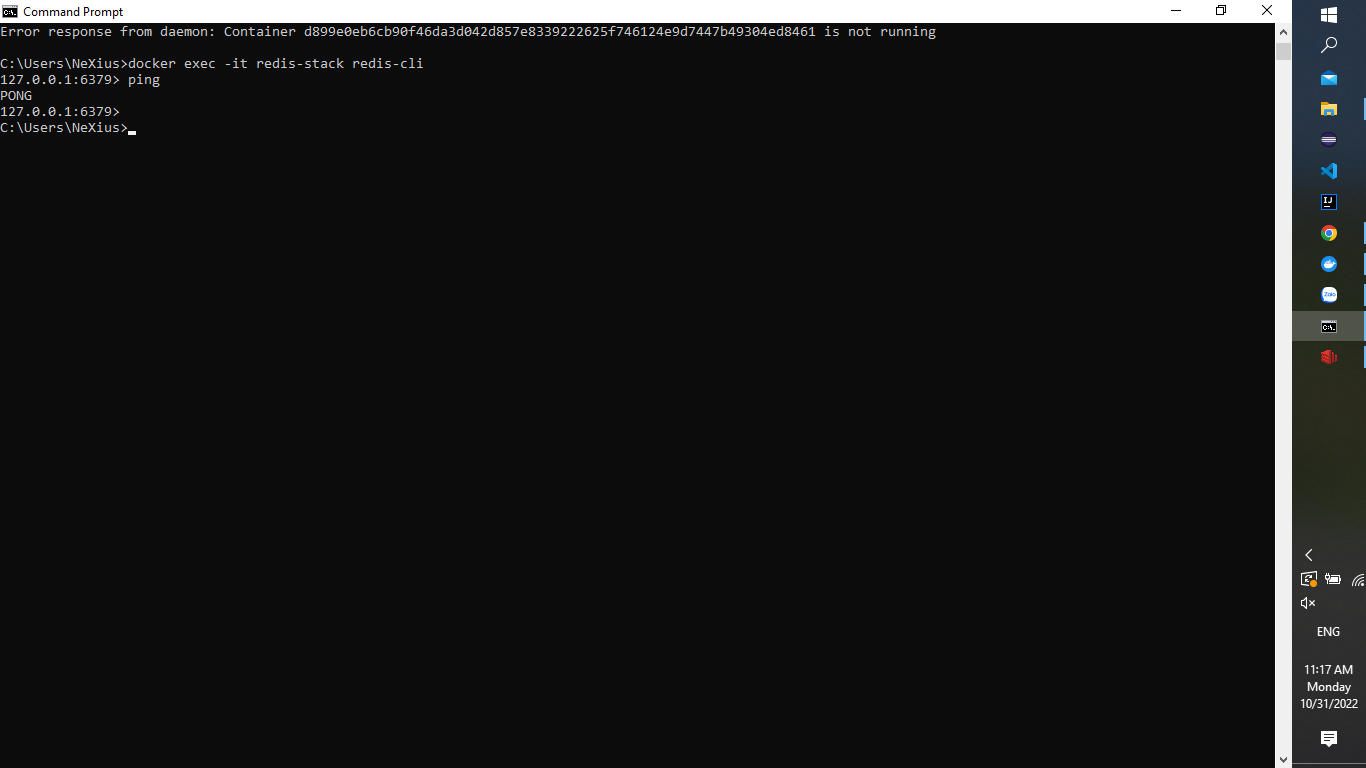 Command Prompt
Error response from daemon: Container d899e0eb6cb90f46da3d042d857e8339222625f746124e9d7447b49304ed8461 is not running
C:\Users\NeXius>docker exec -it redis-stack redis-cli
127.0.0.1:6379> ping
PONG
127.0.0.1:6379>
C:\Users\NeXius>
IJ
Zalo
C:\.
ENG
11:17 AM
Monday
10/31/2022